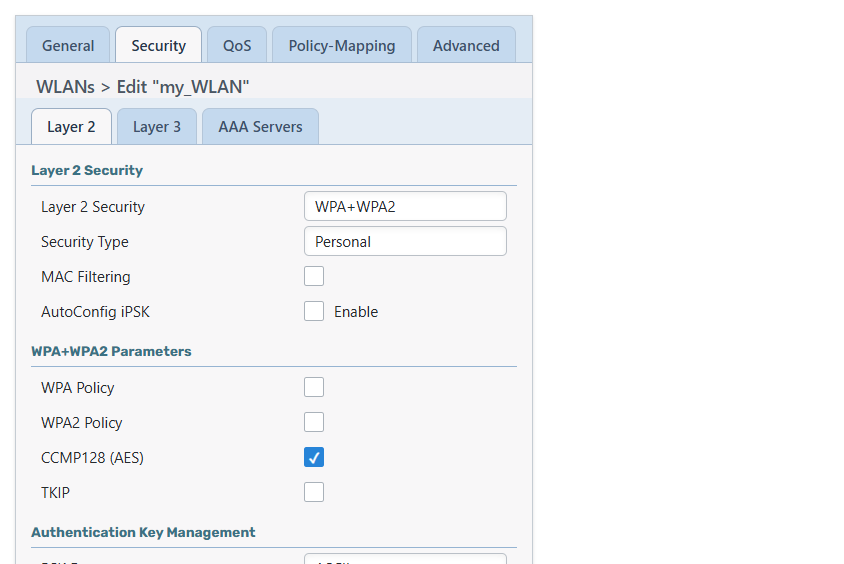 General Security QoS Policy-Mapping Advanced
WLANs > Edit "my_WLAN"
Layer 2 Layer 3 AAA Servers
Layer 2 Security
Layer 2 Security WPA+WPA2
Security Type Personal
MAC Filtering
AutoConfig iPSK Enable
WPA+WPA2 Parameters
WPA Policy
WPA2 Policy
CCMP128 (AES)
TKIP
Authentication Key Management